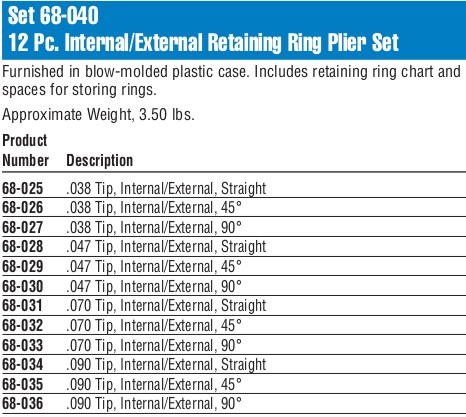 Set 68-040
12 Pc. Internal/External Retaining Ring Plier Set
Furnished in blow-molded plastic case. Includes retaining ring chart and
spaces for storing rings.
Approximate Weight, 3.50 lbs.
Product
Number Description
68-025 .038 Tip, Internal/External, Straight
68-026 .038 Tip, Internal/External, 45°
68-027 .038 Tip, Internal/External, 90°
68-028 .047 Tip, Internal/External, Straight
68-029 .047 Tip, Internal/External, 45°
68-030 .047 Tip, Internal/External, 90°
68-031 .070 Tip, Internal/External, Straight
68-032 .070 Tip, Internal/External, 45°
68-033 .070 Tip, Internal/External, 90°
68-034 .090 Tip, Internal/External, Straight
68-035 .090 Tip, Internal/External, 45°
68-036 .090 Tip, Internal/External, 90°